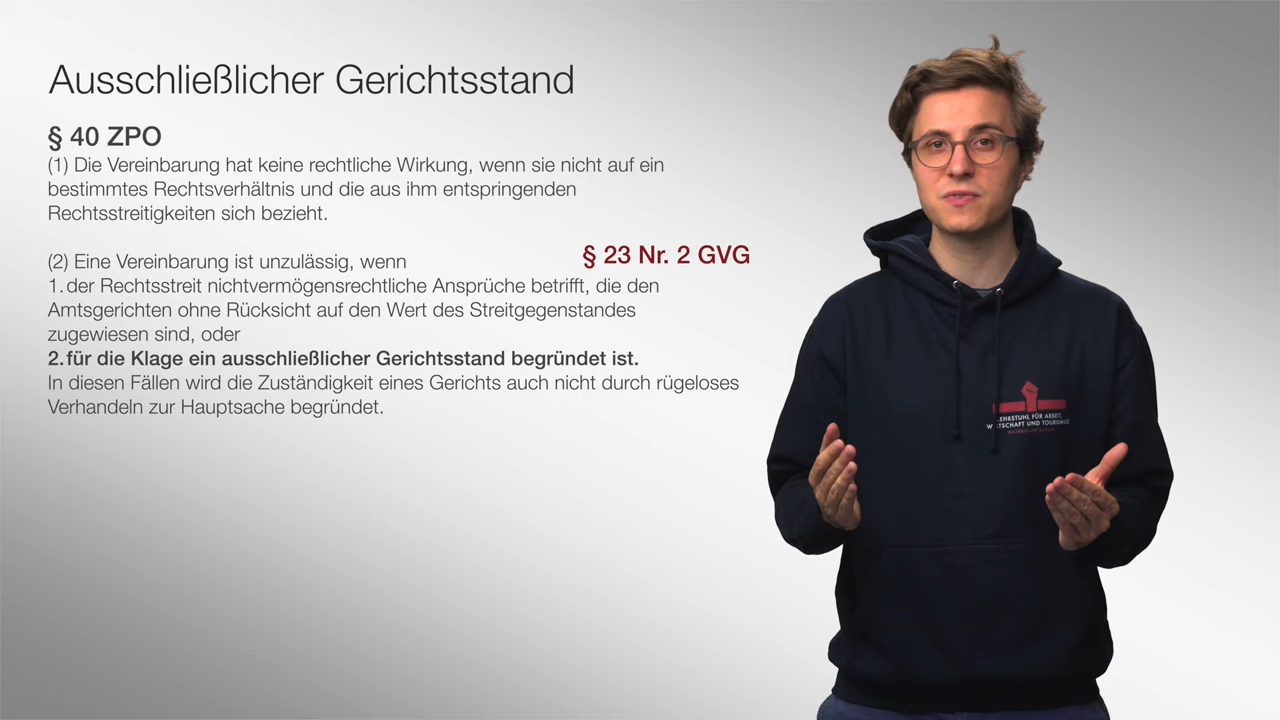 Ausschließlicher Gerichtsstand
§ 40 ZPO
(1) Die Vereinbarung hat keine rechtliche Wirkung, wenn sie nicht auf ein
bestimmtes Rechtsverhältnis und die aus ihm entspringenden
Rechtsstreitigkeiten sich bezieht.
(2) Eine Vereinbarung ist unzulässig, wenn
§ 23 Nr. 2 GVG
1. der Rechtsstreit nichtvermögensrechtliche Ansprüche betrifft, die den
Amtsgerichten ohne Rücksicht auf den Wert des Streitgegenstandes
zugewiesen sind, oder
2. für die Klage ein ausschließlicher Gerichtsstand begründet ist.
In diesen Fällen wird die Zuständigkeit eines Gerichts auch nicht durch rügeloses
Verhandeln zur Hauptsache begründet.
LEHRSTUHL FÜR ARBEIT,
WIRTSCHAFT UND TOURISMUS